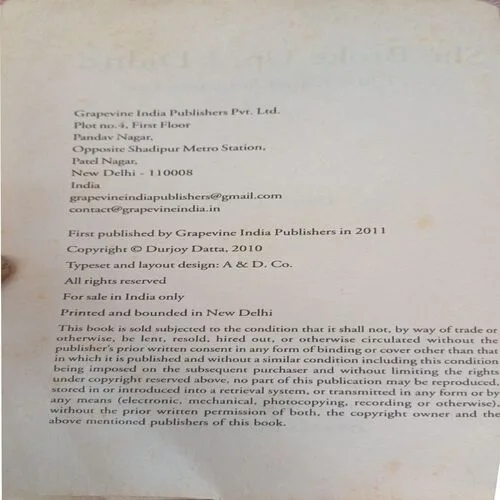 Grapevine India Publishers Pvt. Ltd.
Plot no.4, First Floor
Pandav Nagar,
Opposite Shadipur Metro Station,
Patel Nagar,
New Delhi - 110008
India
grapevineindiapublishers@gmail.com
contact@grapevineindia.in
First published by Grapevine India Publishers in 2011
Copyright © Durjoy Datta, 2010
Typeset and layout design: A & D. Co.
All rights reserved
For sale in India only
Printed and bound in New Delhi
This book is sold subjected to the condition that it shall not, by way of trade or
otherwise, be lent, resold, hired out, or otherwise circulated without the
publisher's prior written consent in any form of binding or cover other than that
in which it is published and without a similar condition including this condition
being imposed on the subsequent purchaser and without limiting the rights
under copyright reserved above, no part of this publication may be reproduced,
stored in or introduced into a retrieval system, or transmitted in any form or by
any means (electronic, mechanical, photocopying, recording or otherwise),
without the prior written permission of both, the copyright owner and the
above mentioned publishers of this book.